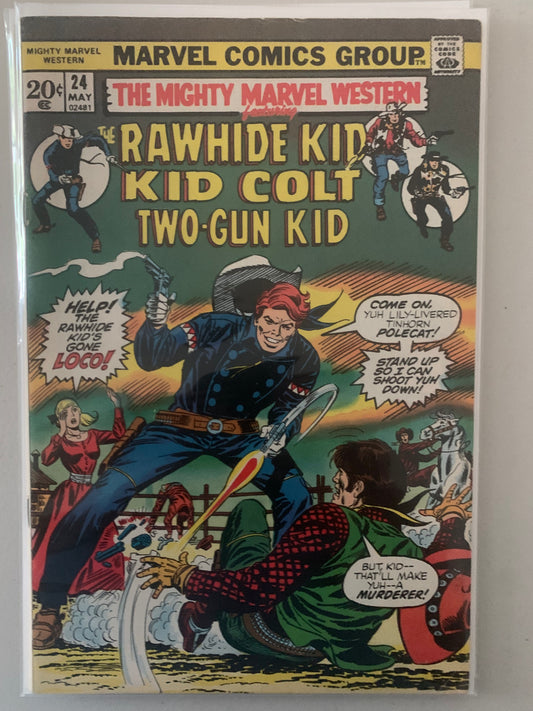 MIGHTY MARVEL
WESTERN
MARVEL COMICS GROUP™
APPROVED
BY THE
COMICS
CODE
AUTHORITY
20¢
24
MAY
02481
THE MIGHTY MARVEL WESTERN
featuring
THE RAWHIDE KID
KID COLT
TWO-GUN KID
HELP!
THE
RAWHIDE
KID'S
GONE
LOCO!
COME ON,
YUH LILY-LIVERED
TINHORN
POLECAT!
STAND UP
SO I CAN
SHOOT YUH
DOWN!
BUT, KID--
THAT'LL MAKE
YUH--A
MURDERER!